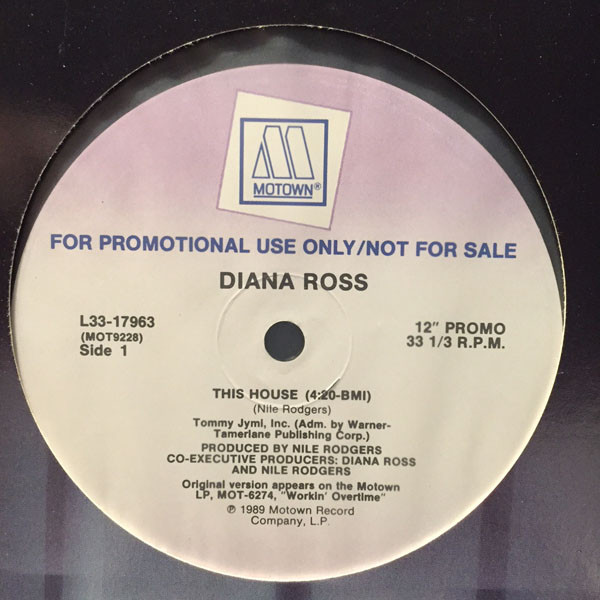 MOTOWN®
FOR PROMOTIONAL USE ONLY/NOT FOR SALE
DIANA ROSS
L33-17963
(MOT9228)
Side 1
12" PROMO
33 1/3 R.P.M.
THIS HOUSE (4:20-BMI)
(Nile Rodgers)
Tommy Jymi, Inc. (Adm. by Warner-
Tamerlane Publishing Corp.)
PRODUCED BY NILE RODGERS
CO-EXECUTIVE PRODUCERS: DIANA ROSS
AND NILE RODGERS
Original version appears on the Motown
LP, MOT-6274, "Workin' Overtime"
℗ 1989 Motown Record
Company, L.P.